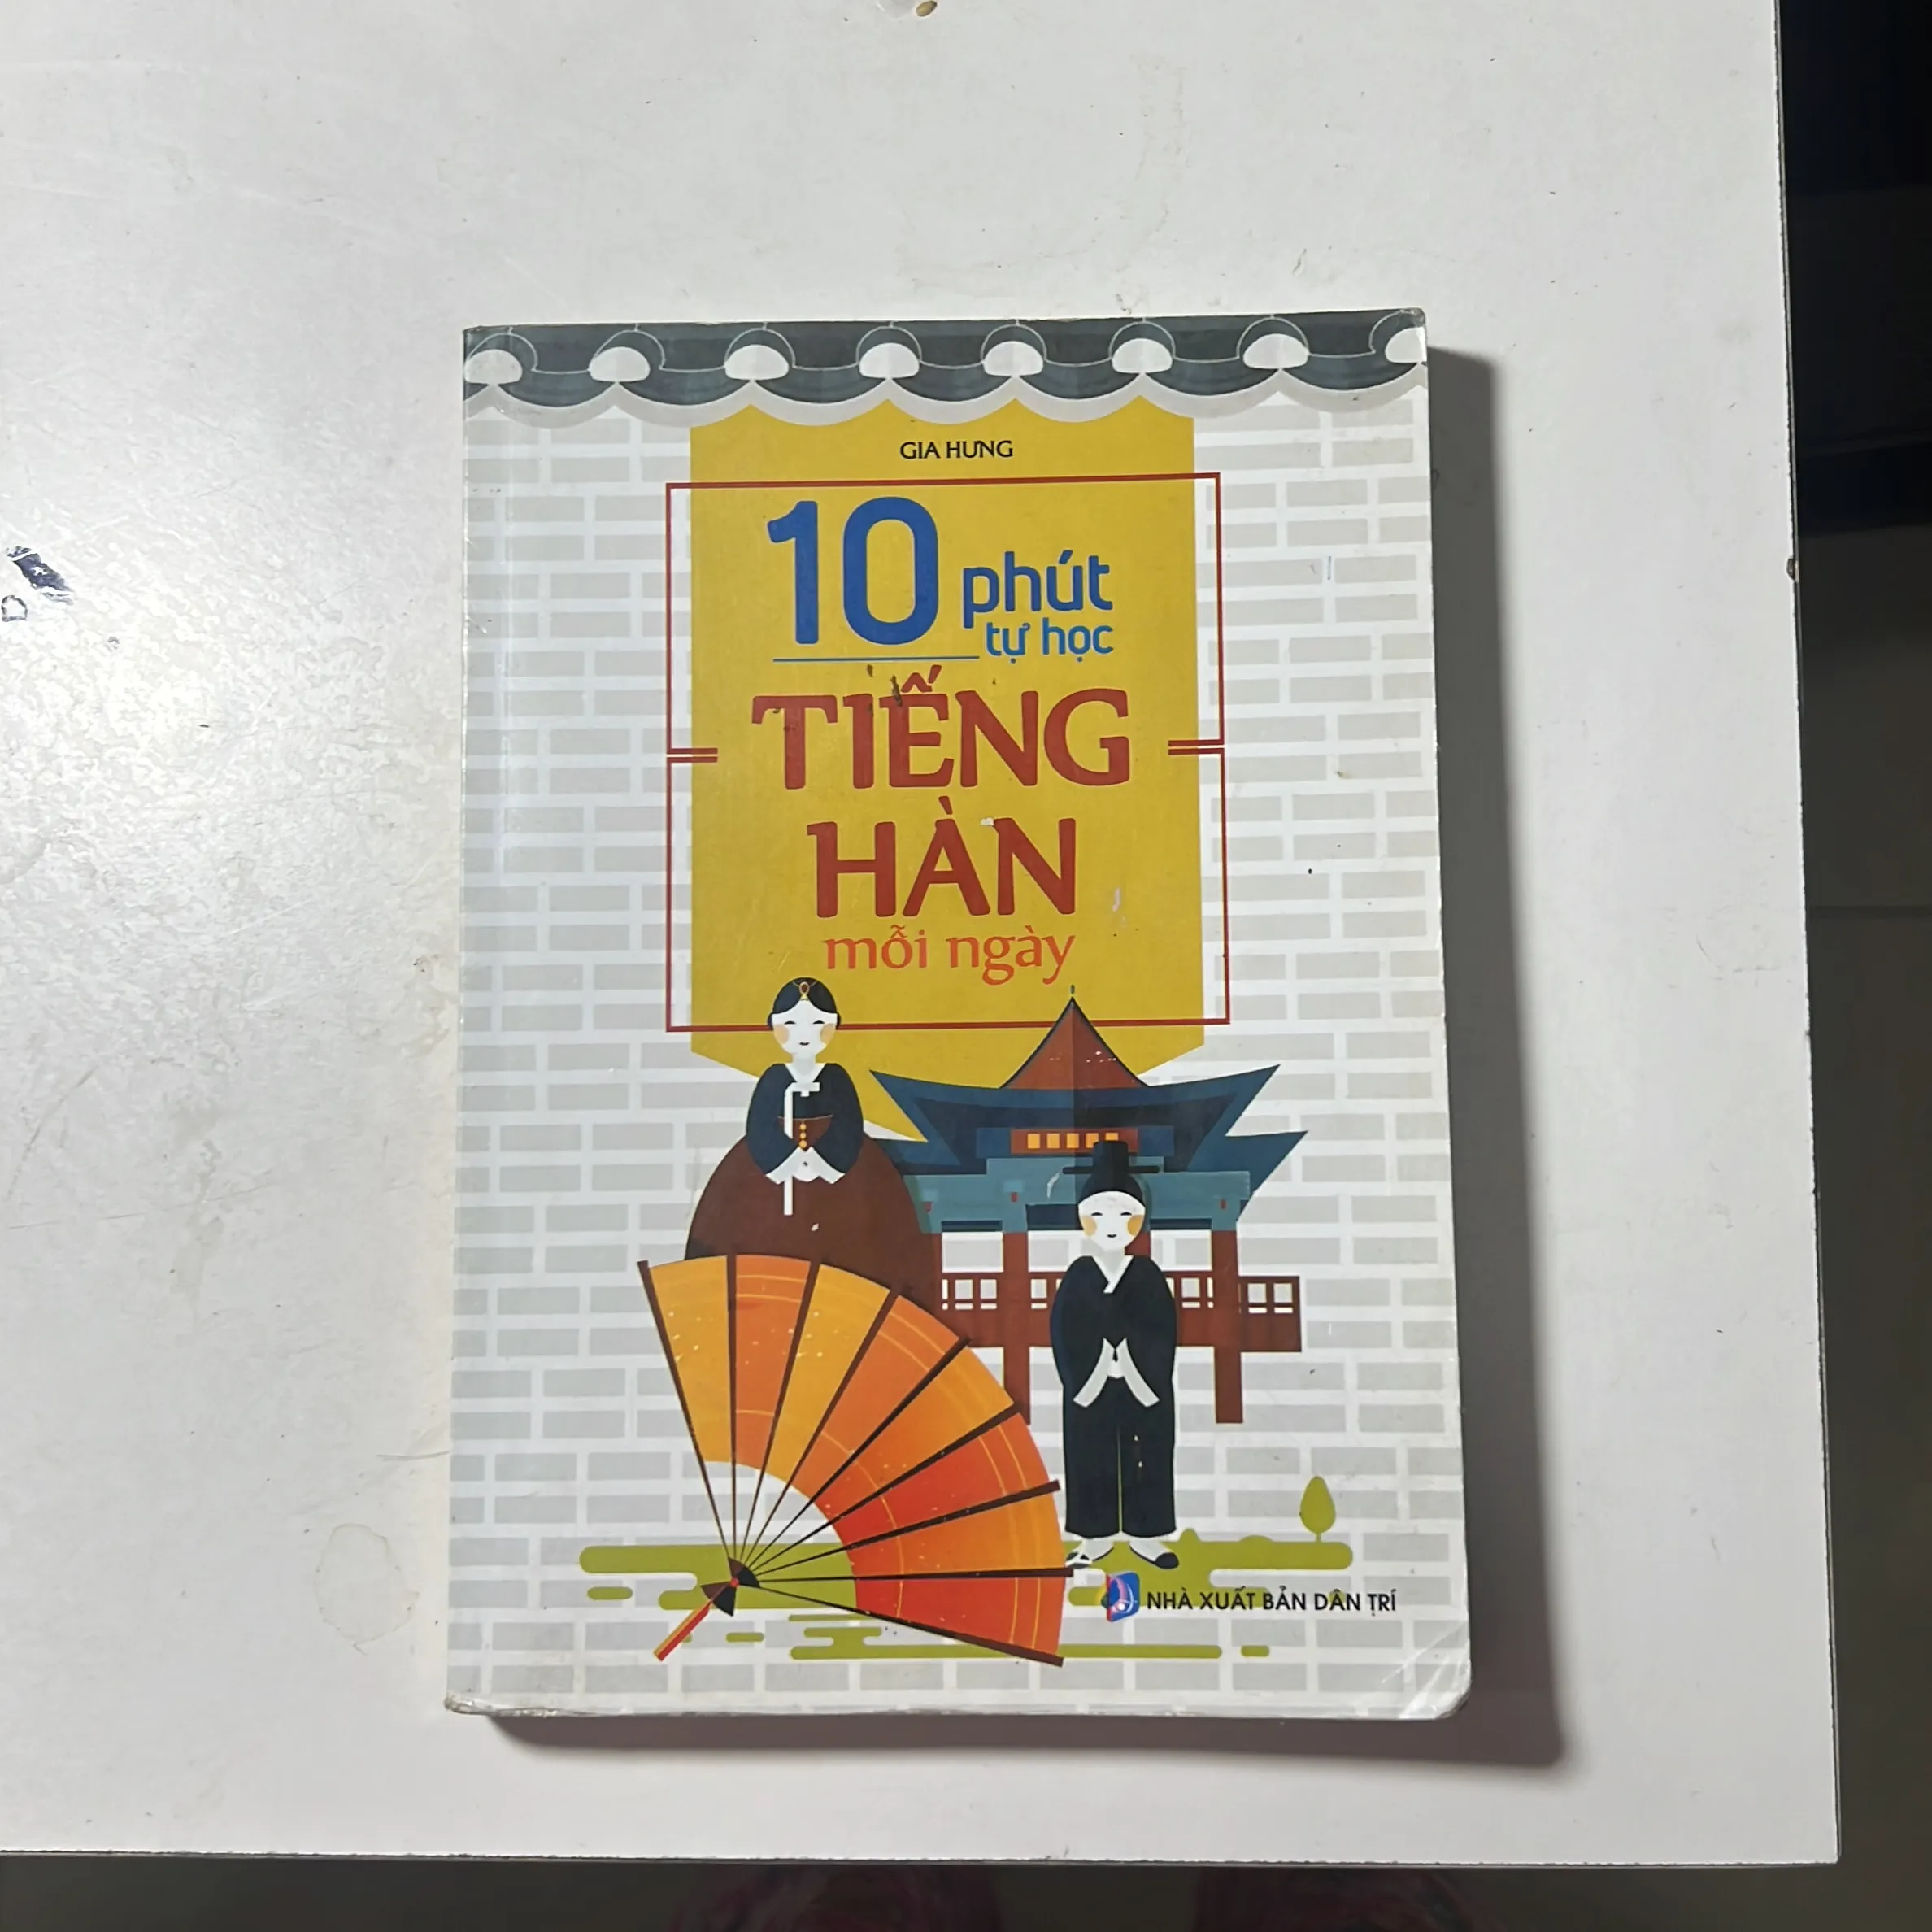 GIA HƯNG
10 phút
tự học
TIẾNG
HÀN
mỗi ngày
NHÀ XUẤT BẢN DÂN TRÍ